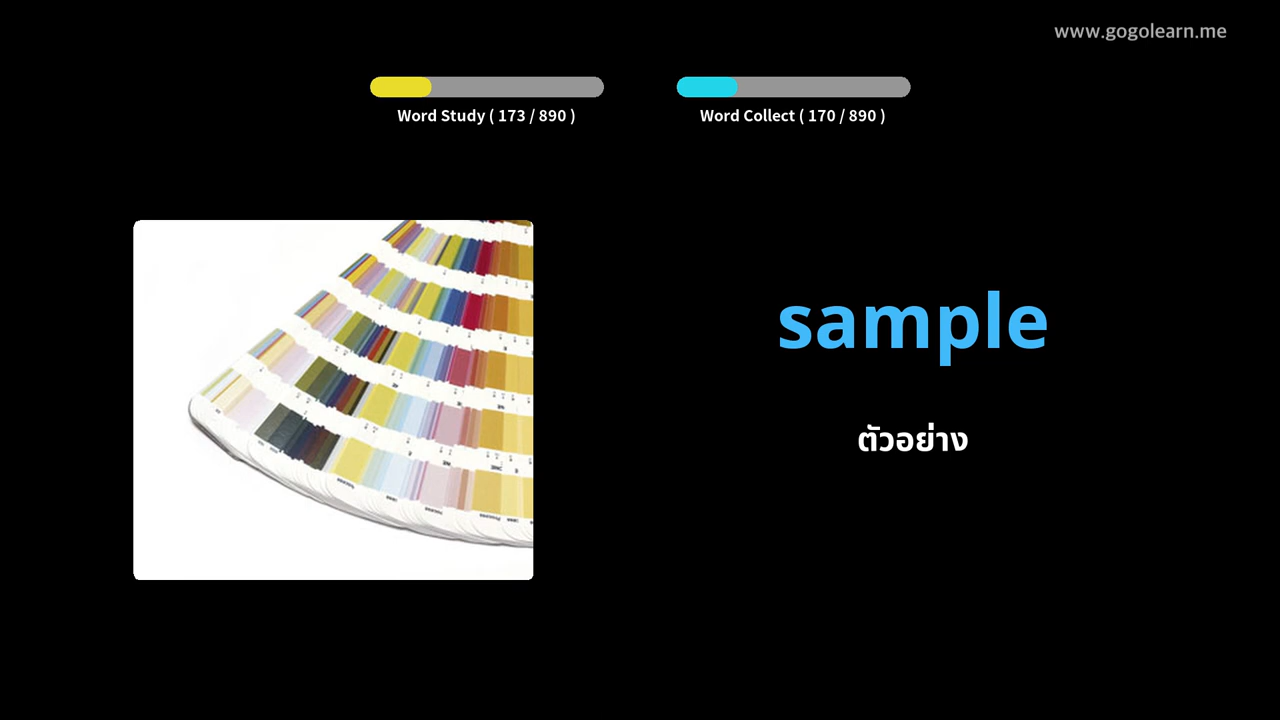 www.gogolearn.me
Word Study ( 173 / 890 )
Word Collect ( 170 / 890 )
sample
ตัวอย่าง